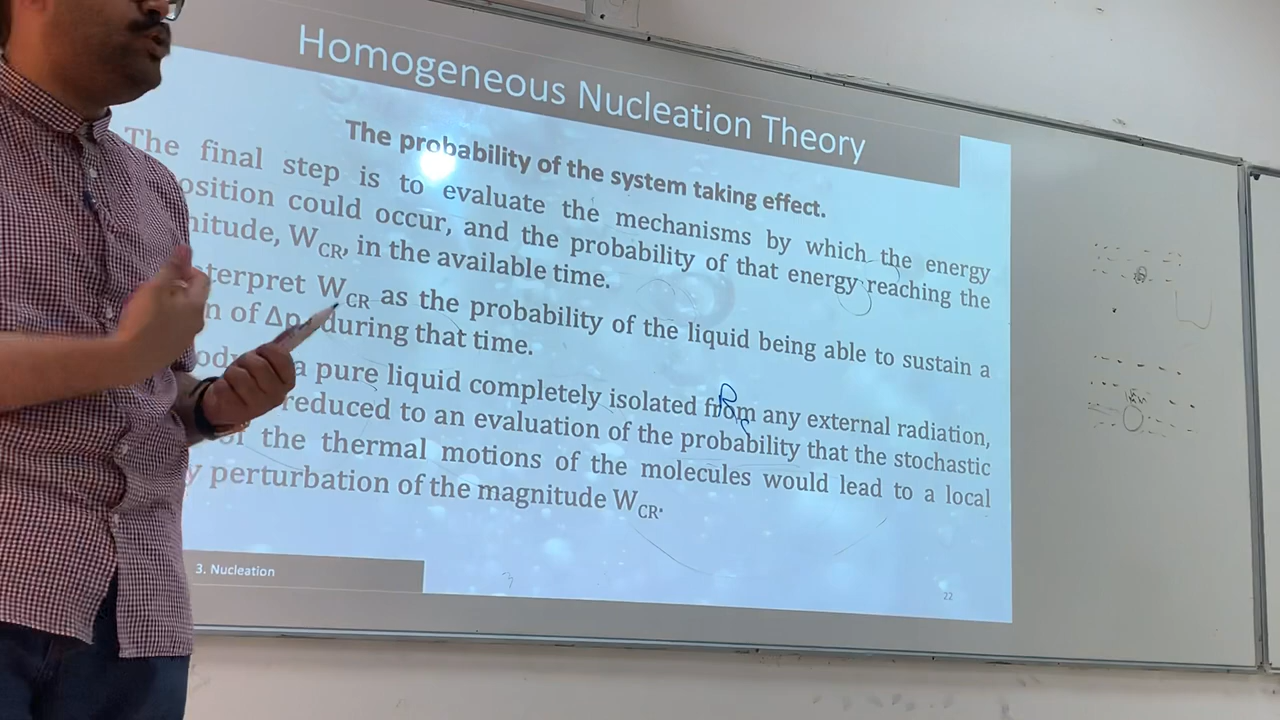 Homogeneous Nucleation Theory
The probability of the system taking effect.
The final step is to evaluate the mechanisms by which the energy
osition could occur, and the probability of that energy reaching the
nitude, WCR, in the available time.
terpret WCR as the probability of the liquid being able to sustain a
n of Δpc during that time.
ody a pure liquid completely isolated from any external radiation,
reduced to an evaluation of the probability that the stochastic
of the thermal motions of the molecules would lead to a local
y perturbation of the magnitude WCR.
3. Nucleation
22